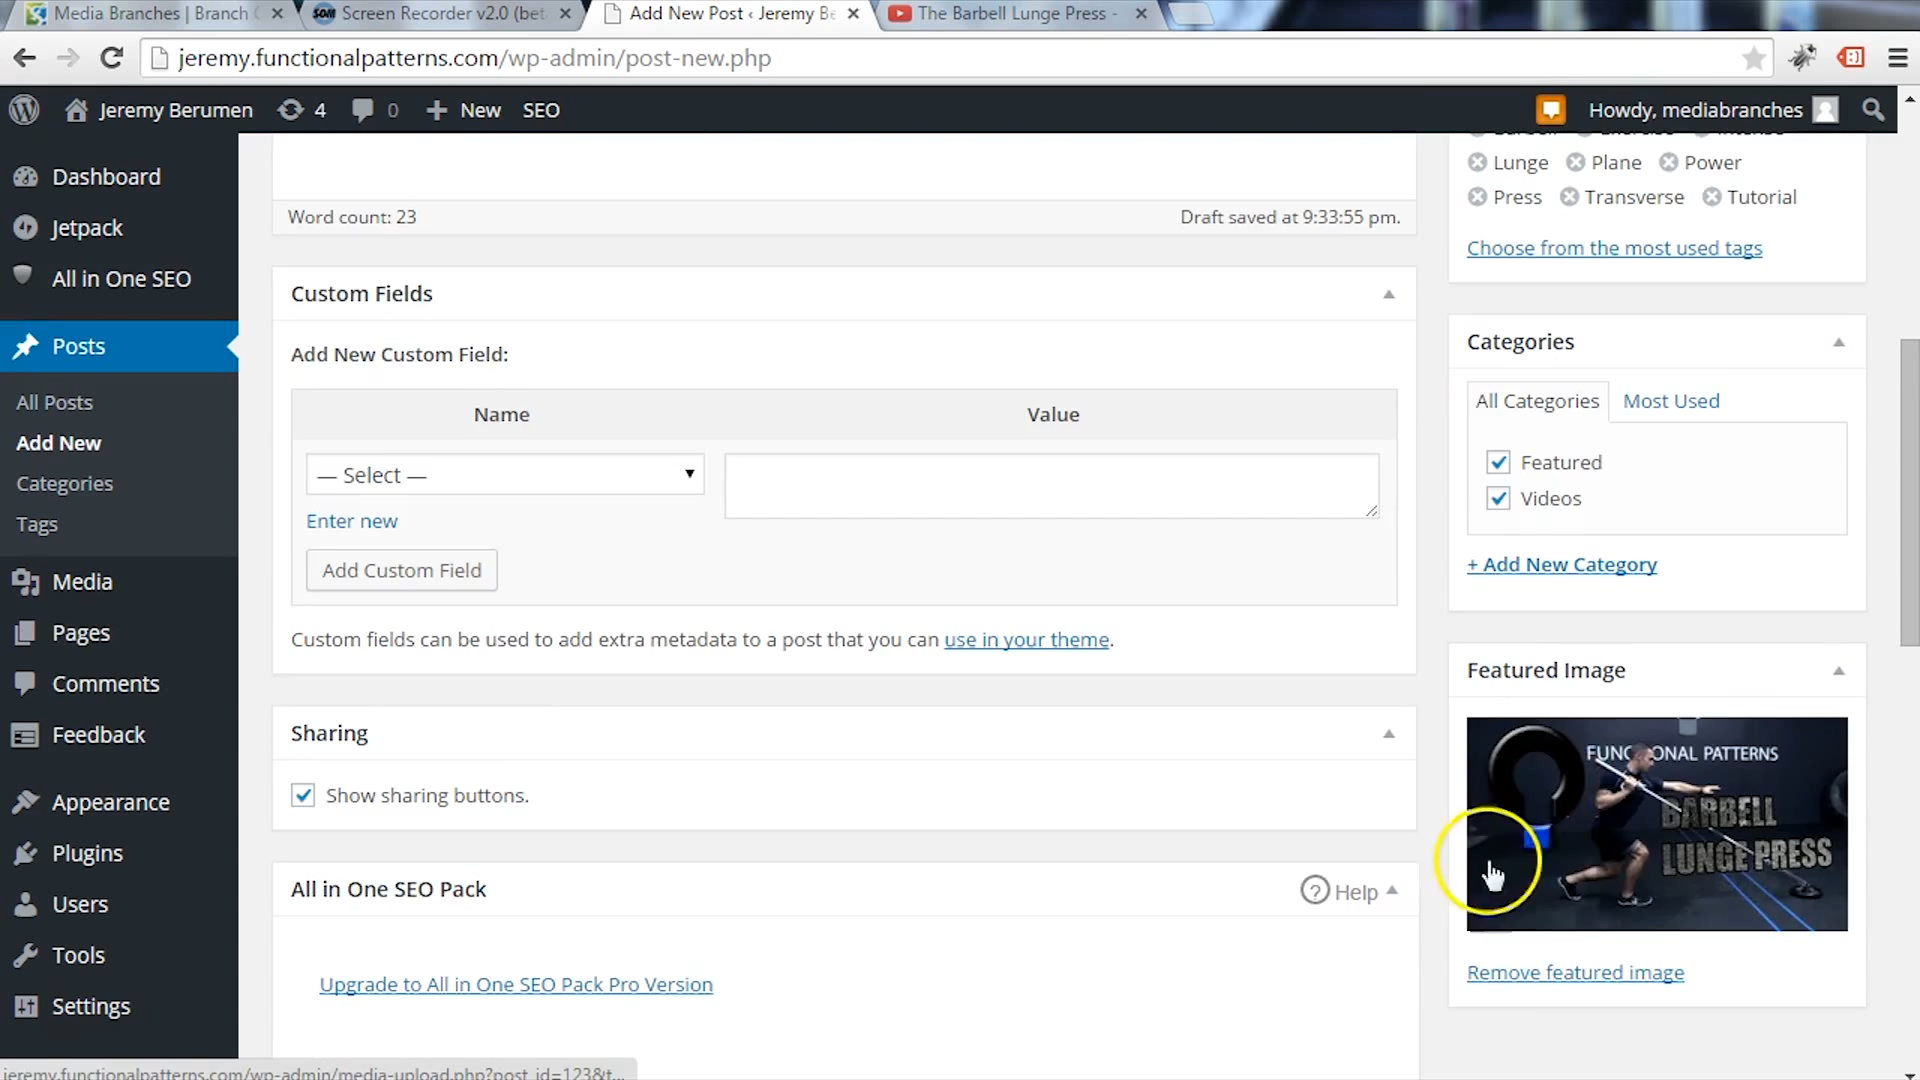 Media Branches | Branch
Screen Recorder v2.0 (bet
Add New Post ‹ Jeremy Be
The Barbell Lunge Press -
jeremy.functionalpatterns.com/wp-admin/post-new.php
Jeremy Berumen
4
0
New
SEO
Howdy, mediabranches
Dashboard
Jetpack
All in One SEO
Posts
All Posts
Add New
Categories
Tags
Media
Pages
Comments
Feedback
Appearance
Plugins
Users
Tools
Settings
Word count: 23
Draft saved at 9:33:55 pm.
Custom Fields
Add New Custom Field:
Name
Value
— Select —
Enter new
Add Custom Field
Custom fields can be used to add extra metadata to a post that you can use in your theme.
Sharing
Show sharing buttons.
All in One SEO Pack
Help
Upgrade to All in One SEO Pack Pro Version
Lunge Plane Power
Press Transverse Tutorial
Choose from the most used tags
Categories
All Categories
Most Used
Featured
Videos
+ Add New Category
Featured Image
FUNCTIONAL PATTERNS
BARBELL
LUNGE PRESS
Remove featured image
jeremy.functionalpatterns.com/wp-admin/media-upload.php?post_id=123&t...